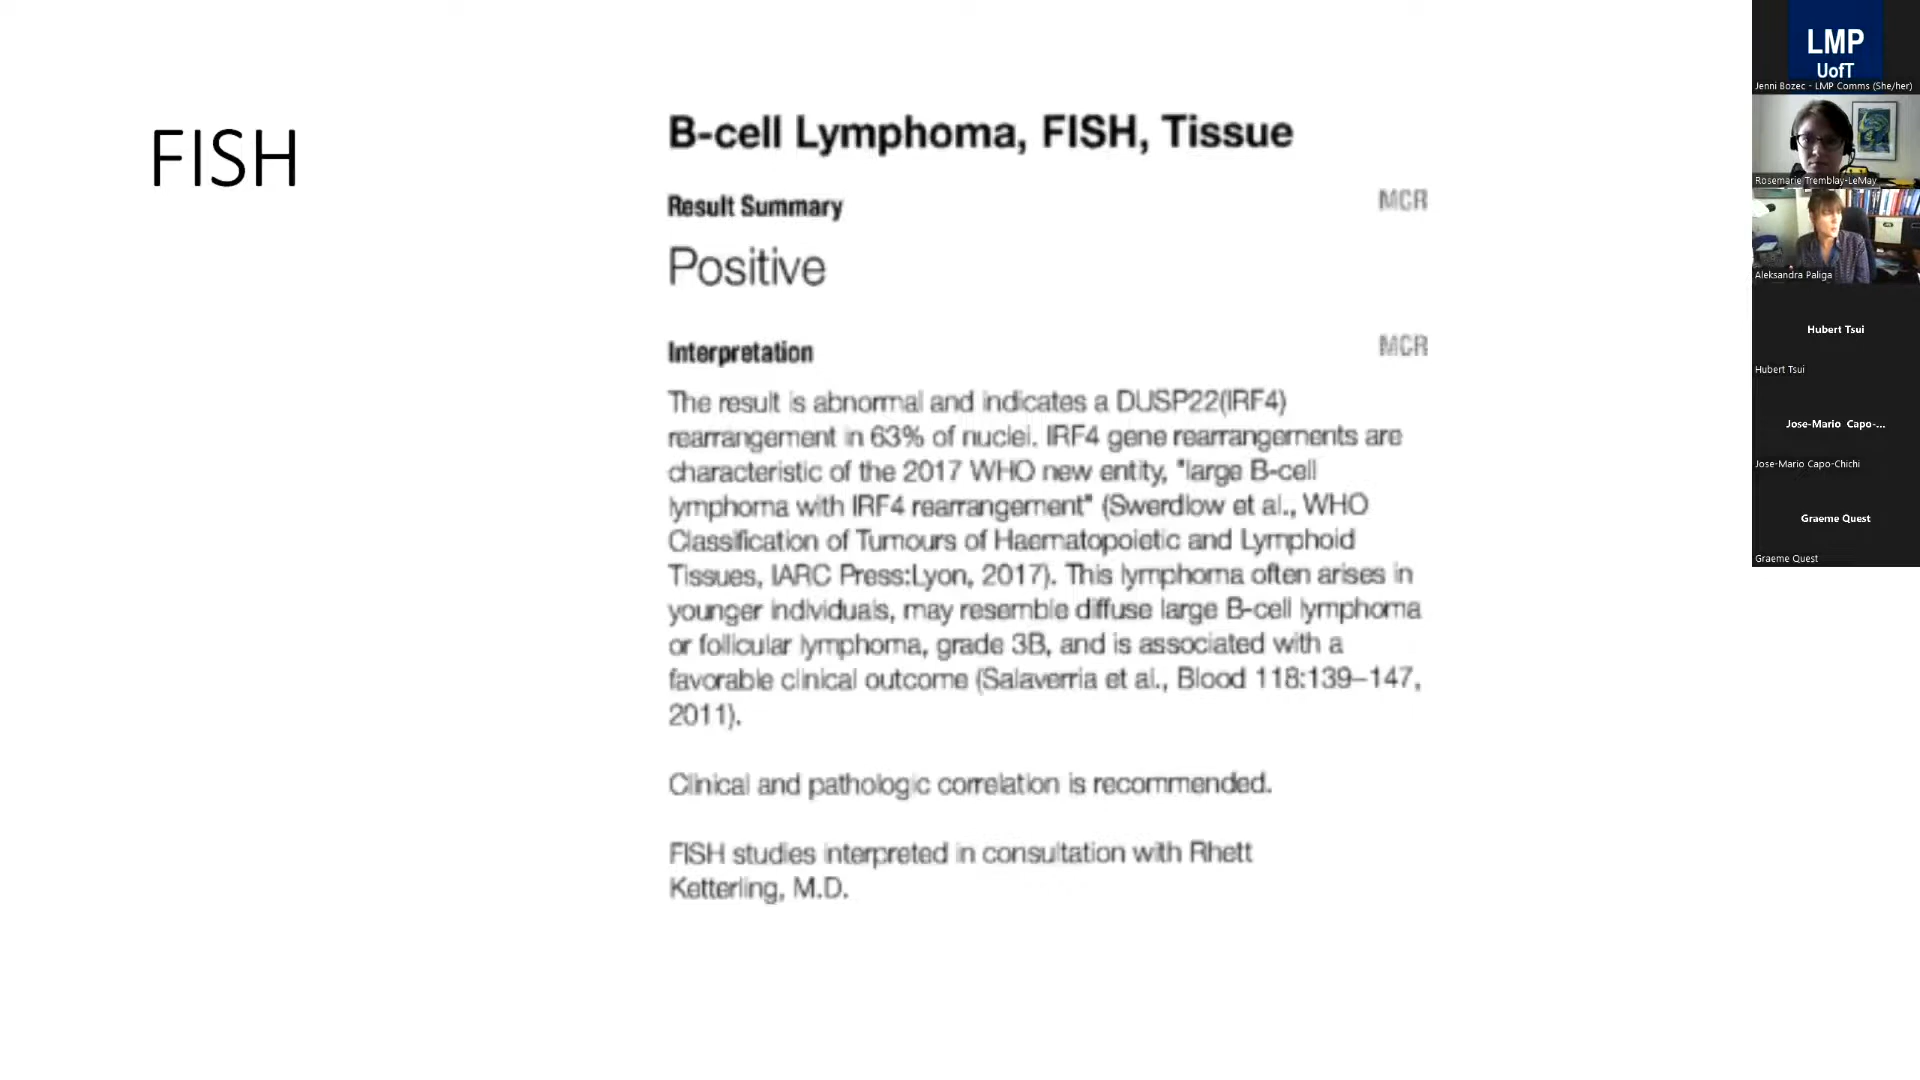 FISH
B-cell Lymphoma, FISH, Tissue
Result Summary
MCR
Positive
Interpretation
MCR
The result is abnormal and indicates a DUSP22(IRF4)
rearrangement in 63% of nuclei. IRF4 gene rearrangements are
characteristic of the 2017 WHO new entity, "large B-cell
lymphoma with IRF4 rearrangement" (Swerdlow et al., WHO
Classification of Tumours of Haematopoietic and Lymphoid
Tissues, IARC Press:Lyon, 2017). This lymphoma often arises in
younger individuals, may resemble diffuse large B-cell lymphoma
or follicular lymphoma, grade 3B, and is associated with a
favorable clinical outcome (Salaverria et al., Blood 118:139–147,
2011).
Clinical and pathologic correlation is recommended.
FISH studies interpreted in consultation with Rhett
Ketterling, M.D.
LMP
UofT
Jenni Bozec - LMP Comms (She/her)
Rosemarie Tremblay-LeMay
Aleksandra Paliga
Hubert Tsui
Hubert Tsui
Jose-Mario Capo-...
Jose-Mario Capo-Chichi
Graeme Quest
Graeme Quest